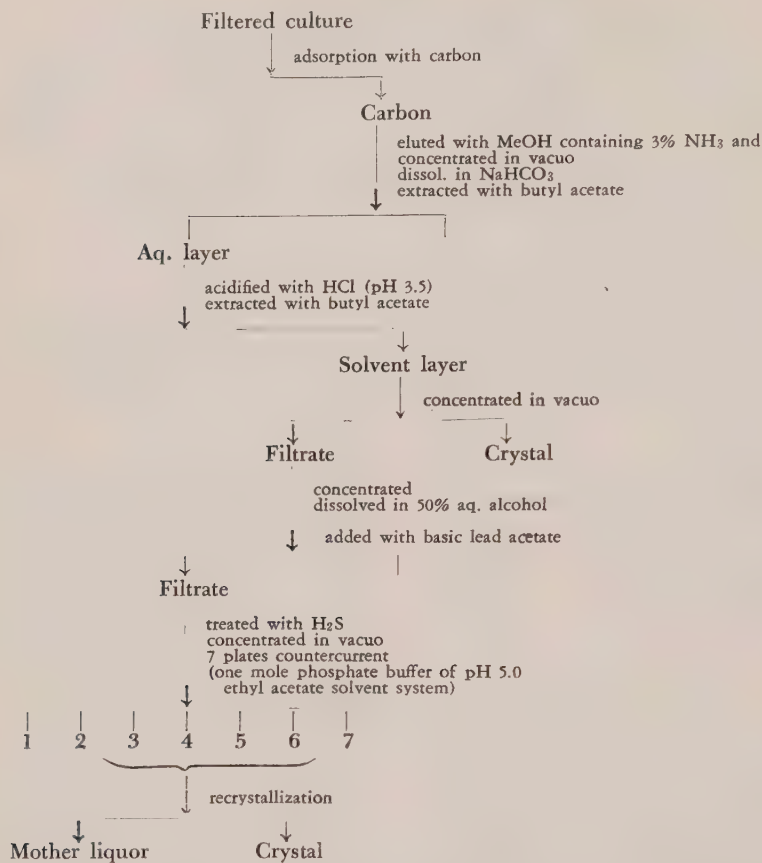 Filtered culture
adsorption with carbon
Carbon
eluted with MeOH containing 3% NH₃ and
concentrated in vacuo
dissol. in NaHCO₃
extracted with butyl acetate
Aq. layer
acidified with HCl (pH 3.5)
extracted with butyl acetate
Solvent layer
concentrated in vacuo
Filtrate Crystal
concentrated
dissolved in 50% aq. alcohol
added with basic lead acetate
Filtrate
treated with H₂S
concentrated in vacuo
7 plates countercurrent
(one mole phosphate buffer of pH 5.0
ethyl acetate solvent system)
1 2 3 4 5 6 7
recrystallization
Mother liquor Crystal